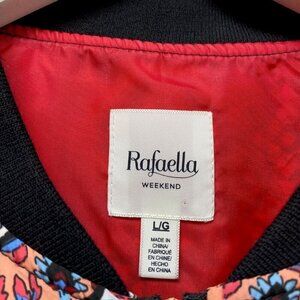 Rafaella
WEEKEND
L/G
MADE IN
CHINA/
FABRIQUÉ
EN CHINE/
HECHO
EN CHINA